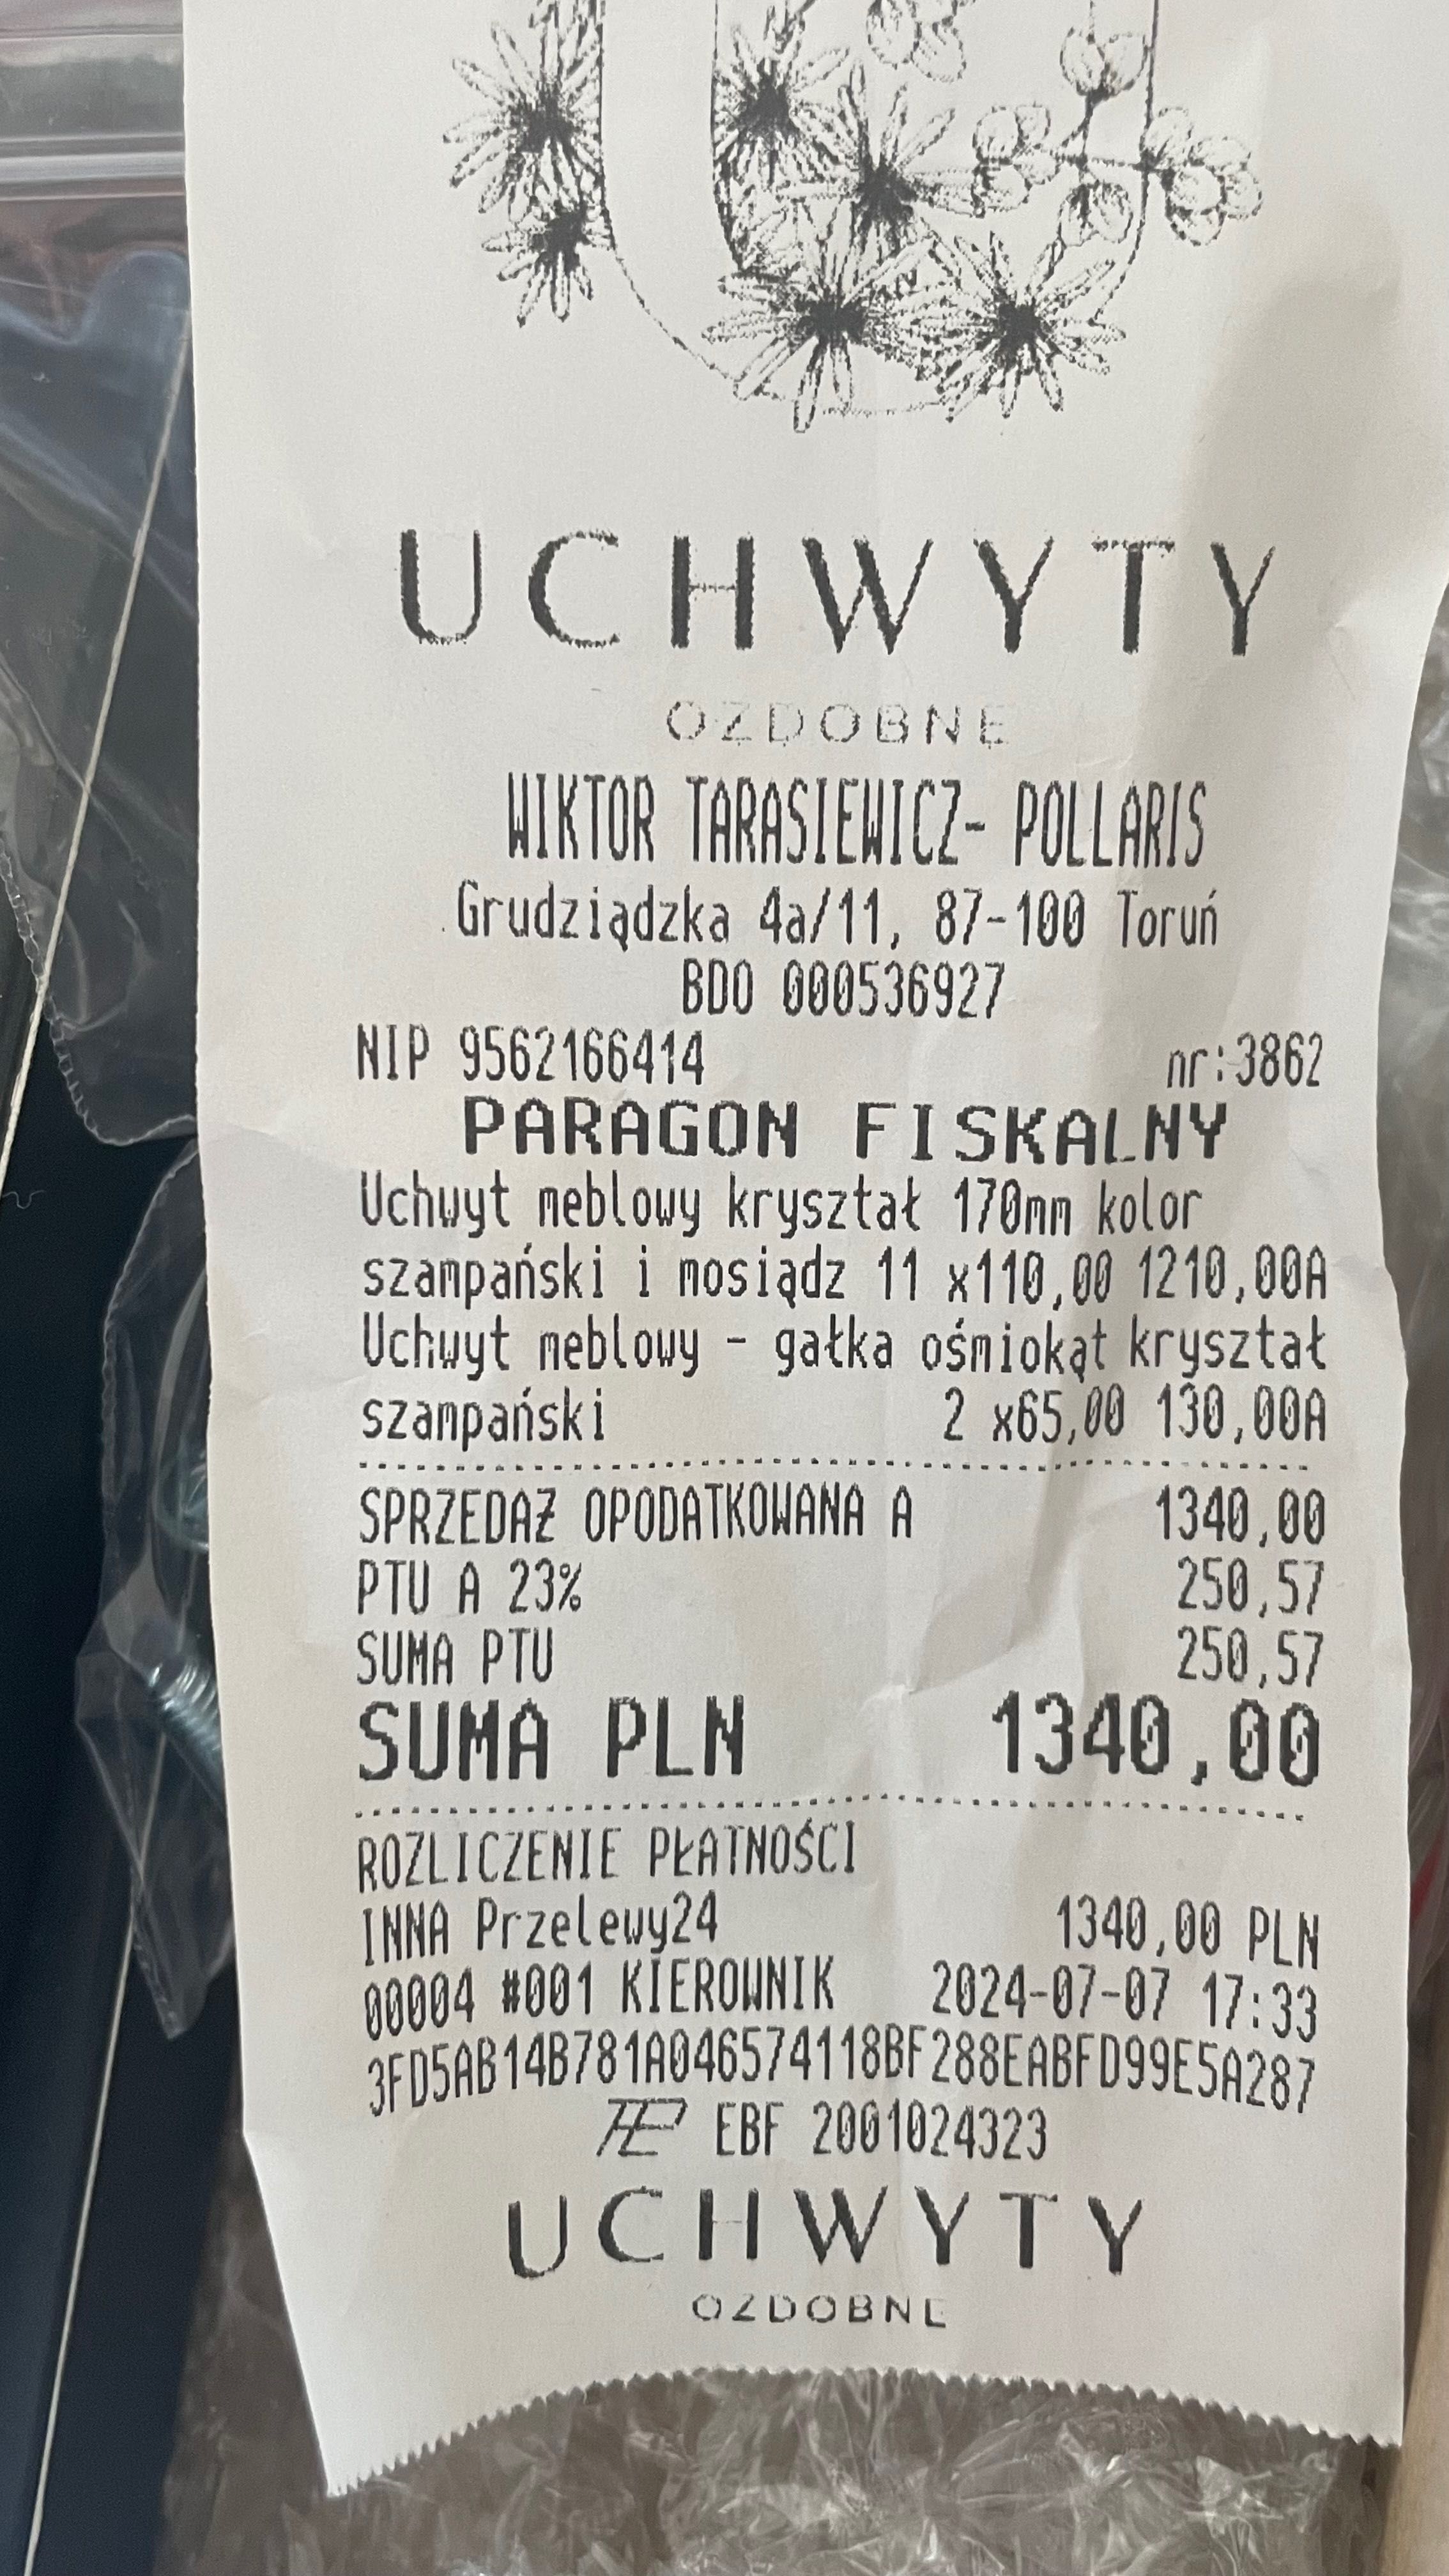 UCHWYTY
OZDOBNE
WIKTOR TARASIEWICZ- POLLARIS
Grudziądzka 4a/11, 87-100 Toruń
BDO 000536927
NIP 9562166414 nr:3862
PARAGON FISKALNY
Uchwyt meblowy kryształ 170mm kolor
szampański i mosiądz 11 x110,00 1210,00A
Uchwyt meblowy - gałka ośmiokąt kryształ
szampański 2 x65,00 130,00A
SPRZEDAŻ OPODATKOWANA A 1340,00
PTU A 23% 250,57
SUMA PTU 250,57
SUMA PLN 1340,00
ROZLICZENIE PŁATNOŚCI
INNA Przelewy24 1340,00 PLN
00004 #001 KIEROWNIK 2024-07-07 17:33
3FD5AB14B781A046574118BF288EABFD99E5A287
EBF 2001024323
UCHWYTY
OZDOBNE